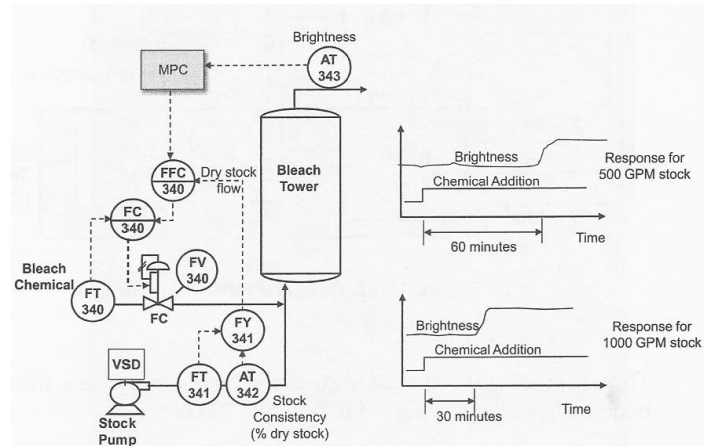 Brightness
MPC
AT
343
FFC
340
Dry stock
flow
Bleach
Tower
FC
340
Bleach
Chemical
FT
340
FV
340
FC
FY
341
VSD
FT
341
AT
342
Stock
Pump
Stock
Consistency
(% dry stock)
Brightness
Chemical Addition
Response for
500 GPM stock
Time
60 minutes
Brightness
Chemical Addition
Response for
1000 GPM stock
Time
30 minutes